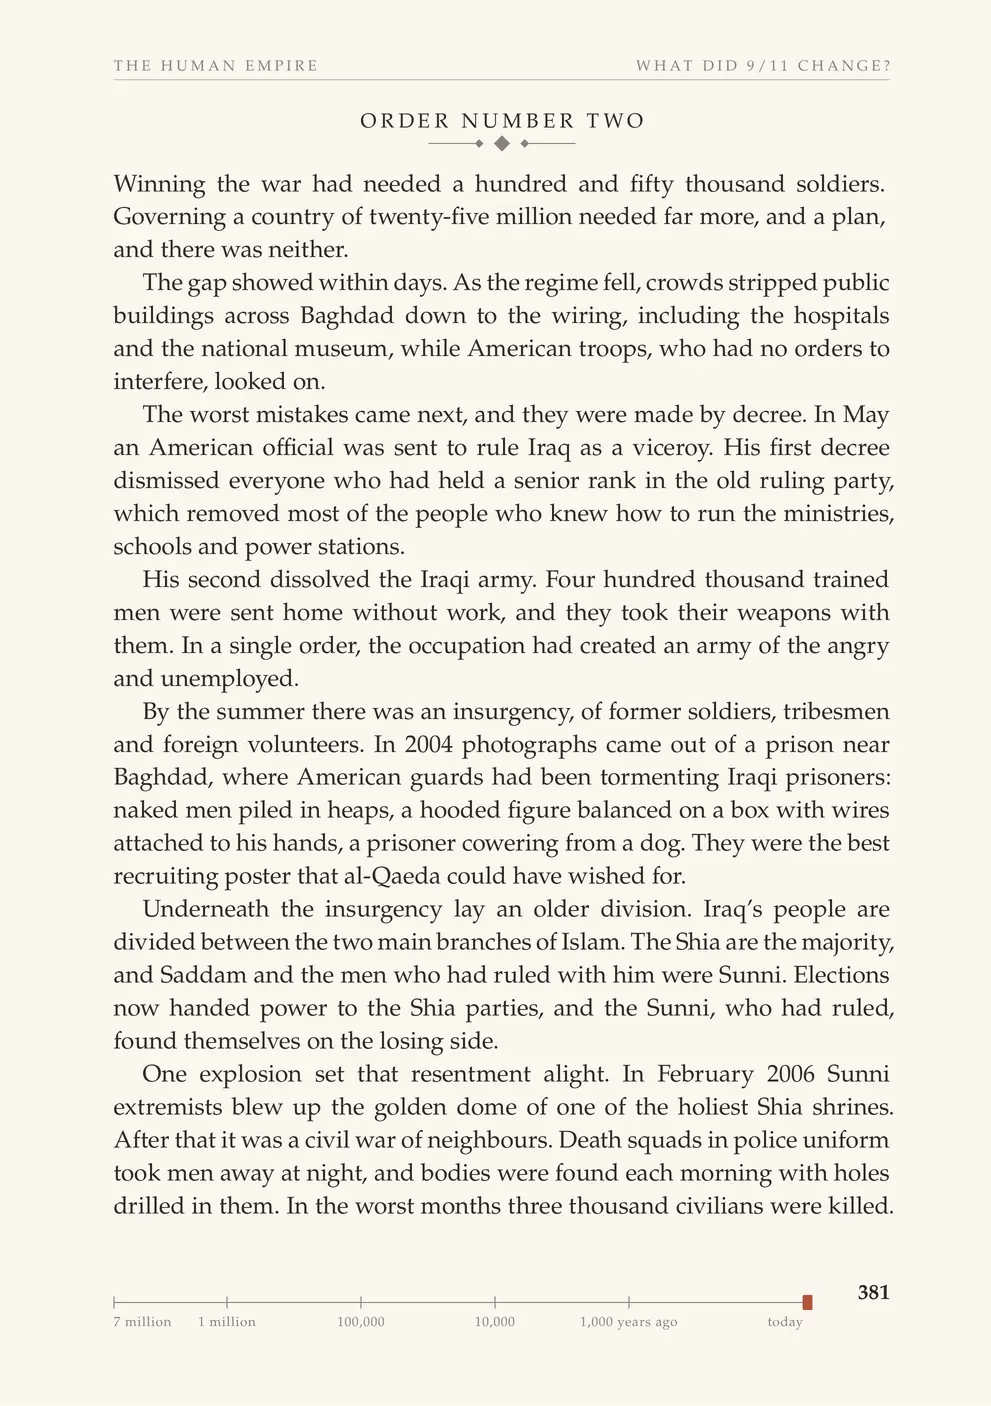 THE HUMAN EMPIRE
WHAT DID 9/11 CHANGE?
ORDER NUMBER TWO
Winning the war had needed a hundred and fifty thousand soldiers.
Governing a country of twenty-five million needed far more, and a plan,
and there was neither.
The gap showed within days. As the regime fell, crowds stripped public
buildings across Baghdad down to the wiring, including the hospitals
and the national museum, while American troops, who had no orders to
interfere, looked on.
The worst mistakes came next, and they were made by decree. In May
an American official was sent to rule Iraq as a viceroy. His first decree
dismissed everyone who had held a senior rank in the old ruling party,
which removed most of the people who knew how to run the ministries,
schools and power stations.
His second dissolved the Iraqi army. Four hundred thousand trained
men were sent home without work, and they took their weapons with
them. In a single order, the occupation had created an army of the angry
and unemployed.
By the summer there was an insurgency, of former soldiers, tribesmen
and foreign volunteers. In 2004 photographs came out of a prison near
Baghdad, where American guards had been tormenting Iraqi prisoners:
naked men piled in heaps, a hooded figure balanced on a box with wires
attached to his hands, a prisoner cowering from a dog. They were the best
recruiting poster that al-Qaeda could have wished for.
Underneath the insurgency lay an older division. Iraq’s people are
divided between the two main branches of Islam. The Shia are the majority,
and Saddam and the men who had ruled with him were Sunni. Elections
now handed power to the Shia parties, and the Sunni, who had ruled,
found themselves on the losing side.
One explosion set that resentment alight. In February 2006 Sunni
extremists blew up the golden dome of one of the holiest Shia shrines.
After that it was a civil war of neighbours. Death squads in police uniform
took men away at night, and bodies were found each morning with holes
drilled in them. In the worst months three thousand civilians were killed.
381
7 million 1 million 100,000 10,000 1,000 years ago today